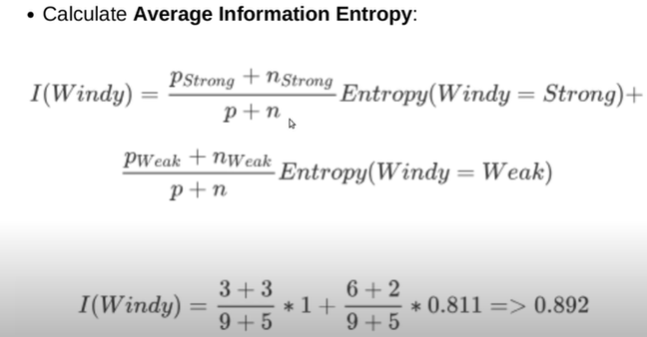 • Calculate Average Information Entropy:
I(Windy) = \frac{p_{Strong} + n_{Strong}}{p + n} Entropy(Windy = Strong)+
\frac{p_{Weak} + n_{Weak}}{p + n} Entropy(Windy = Weak)
I(Windy) = \frac{3 + 3}{9 + 5} * 1 + \frac{6 + 2}{9 + 5} * 0.811 => 0.892